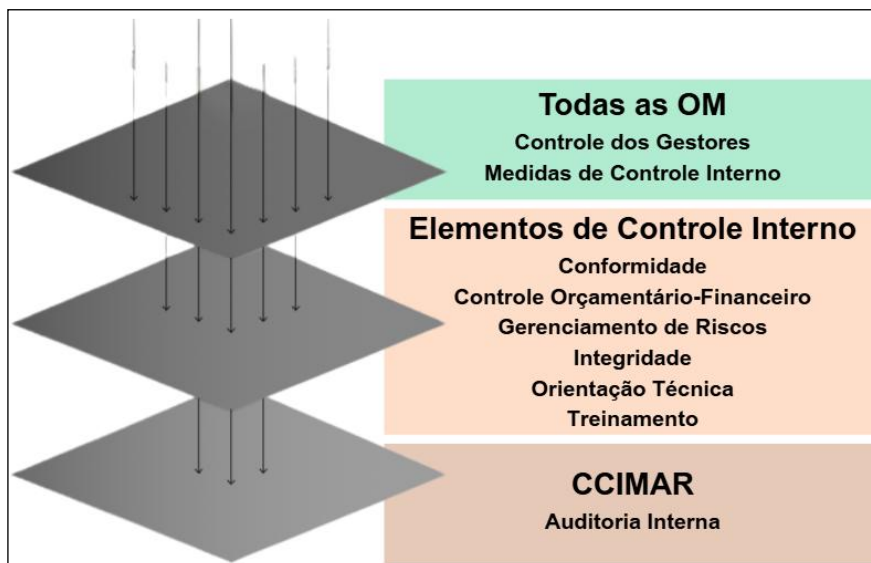 Todas as OM
Controle dos Gestores
Medidas de Controle Interno
Elementos de Controle Interno
Conformidade
Controle Orçamentário-Financeiro
Gerenciamento de Riscos
Integridade
Orientação Técnica
Treinamento
CCIMAR
Auditoria Interna